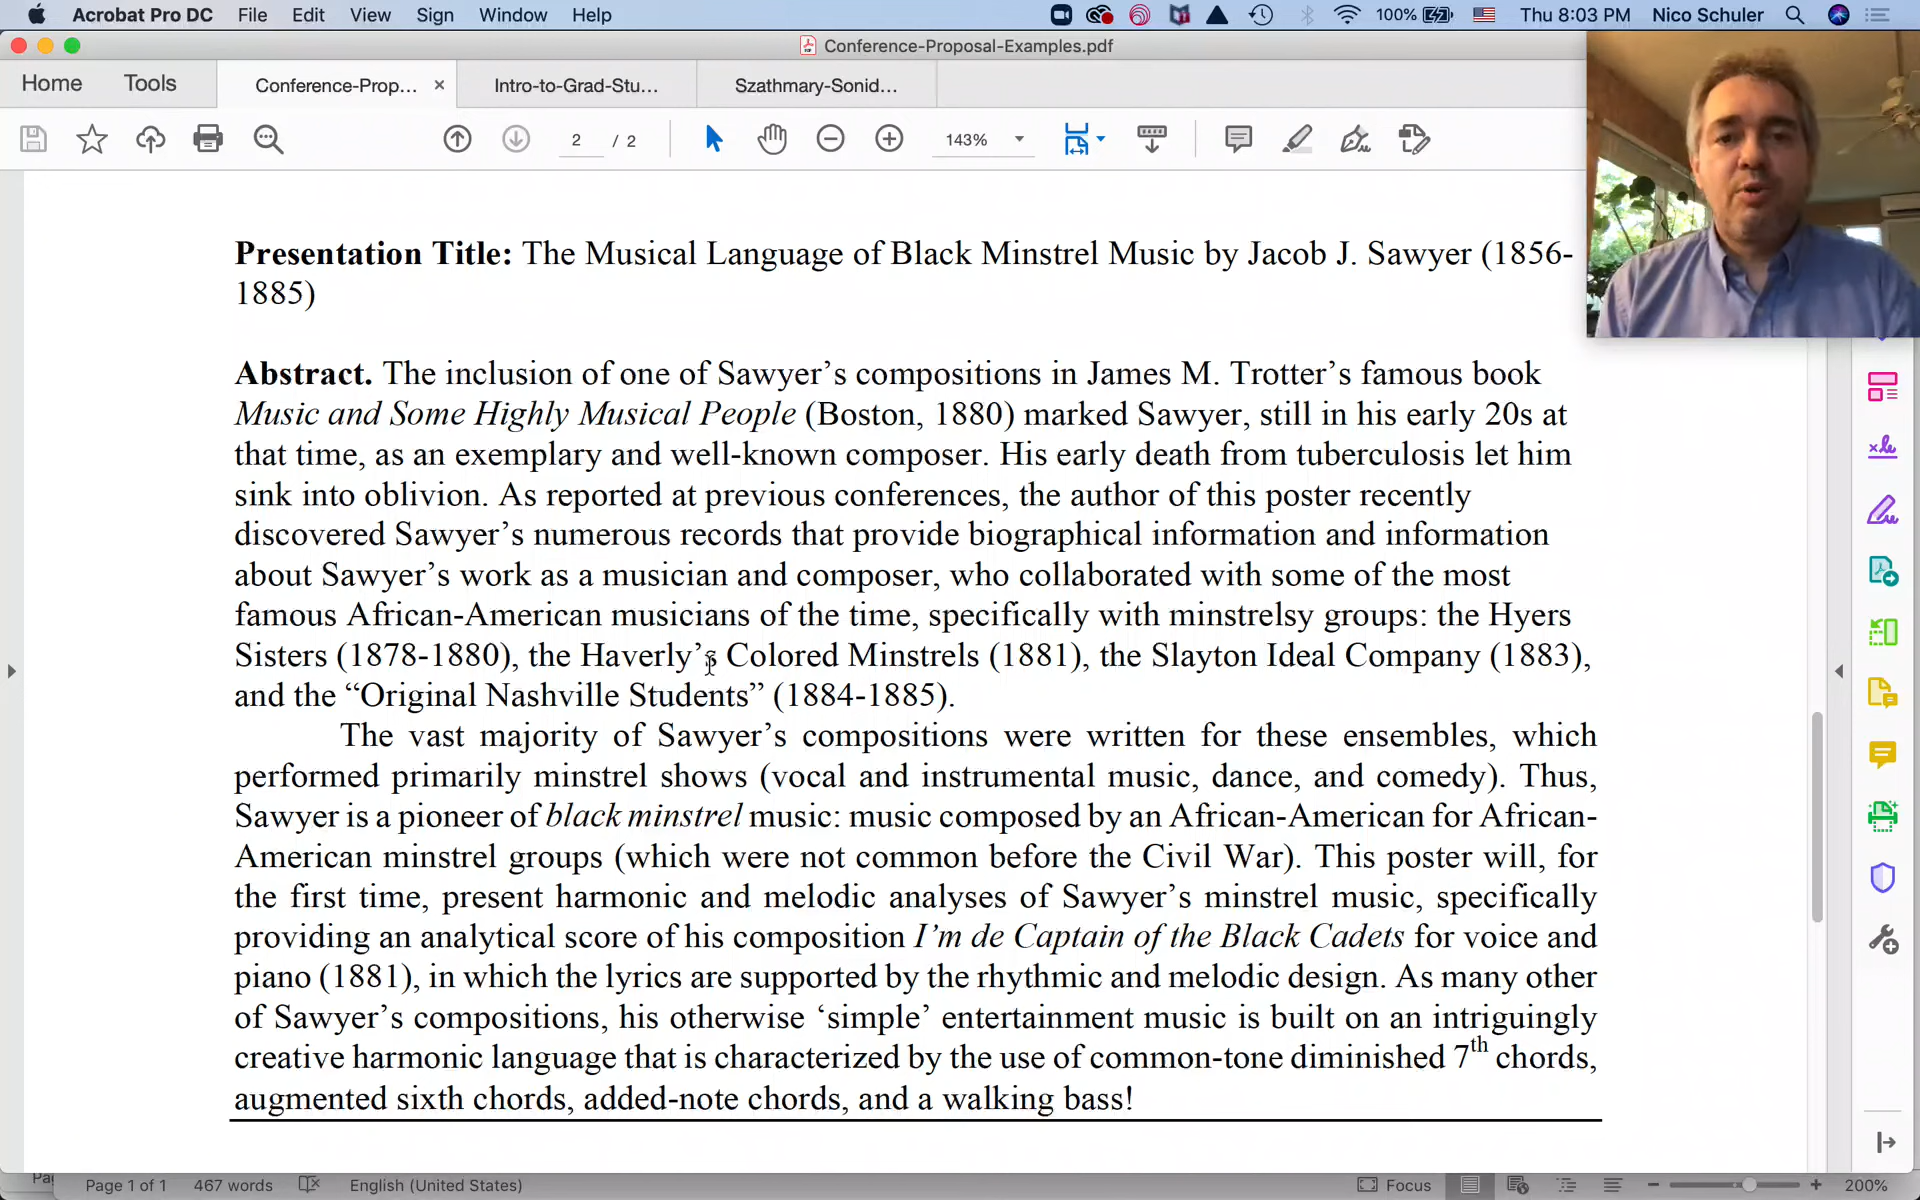 Acrobat Pro DC File Edit View Sign Window Help 100% Thu 8:03 PM Nico Schuler
Conference-Proposal-Examples.pdf
Home Tools Conference-Prop... × Intro-to-Grad-Stu... Szathmary-Sonid...
2 / 2 143%
Presentation Title: The Musical Language of Black Minstrel Music by Jacob J. Sawyer (1856-
1885)
Abstract. The inclusion of one of Sawyer's compositions in James M. Trotter's famous book
Music and Some Highly Musical People (Boston, 1880) marked Sawyer, still in his early 20s at
that time, as an exemplary and well-known composer. His early death from tuberculosis let him
sink into oblivion. As reported at previous conferences, the author of this poster recently
discovered Sawyer's numerous records that provide biographical information and information
about Sawyer's work as a musician and composer, who collaborated with some of the most
famous African-American musicians of the time, specifically with minstrelsy groups: the Hyers
Sisters (1878-1880), the Haverly's Colored Minstrels (1881), the Slayton Ideal Company (1883),
and the “Original Nashville Students” (1884-1885).
The vast majority of Sawyer's compositions were written for these ensembles, which
performed primarily minstrel shows (vocal and instrumental music, dance, and comedy). Thus,
Sawyer is a pioneer of black minstrel music: music composed by an African-American for African-
American minstrel groups (which were not common before the Civil War). This poster will, for
the first time, present harmonic and melodic analyses of Sawyer's minstrel music, specifically
providing an analytical score of his composition I'm de Captain of the Black Cadets for voice and
piano (1881), in which the lyrics are supported by the rhythmic and melodic design. As many other
of Sawyer's compositions, his otherwise ‘simple’ entertainment music is built on an intriguingly
creative harmonic language that is characterized by the use of common-tone diminished 7th chords,
augmented sixth chords, added-note chords, and a walking bass!
Page 1 of 1 467 words English (United States) Focus 200%